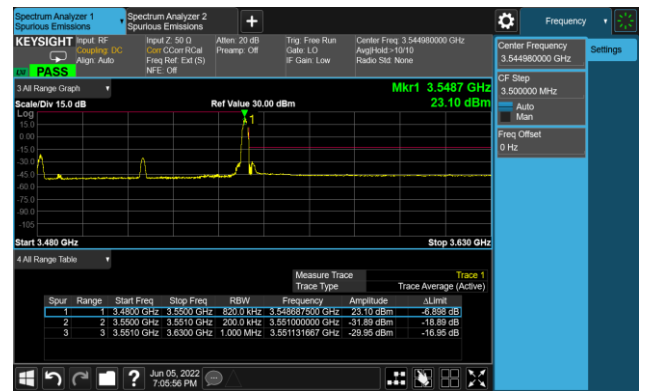 Spectrum Analyzer 1
Spurious Emissions
Spectrum Analyzer 2
Spurious Emissions
Frequency
KEYSIGHT
Input: RF
Coupling: DC
Align: Auto
Input Z: 50 Ω
Corr CCorr RCal
Freq Ref: Ext (S)
NFE: Off
Atten: 20 dB
Preamp: Off
Trig: Free Run
Gate: LO
IF Gain: Low
Center Freq: 3.544980000 GHz
Avg|Hold:>10/10
Radio Std: None
PASS
Center Frequency
3.544980000 GHz
Settings
CF Step
3.500000 MHz
Auto
Man
Freq Offset
0 Hz
3 All Range Graph
Mkr1 3.5487 GHz
Scale/Div 15.0 dB
Ref Value 30.00 dBm
23.10 dBm
Log
1
15.0
0.00
-15.0
-30.0
-45.0
-60.0
-75.0
-90.0
-105
Start 3.480 GHz
Stop 3.630 GHz
4 All Range Table
Measure Trace Trace 1
Trace Type Trace Average (Active)
Spur Range Start Freq Stop Freq RBW Frequency Amplitude ΔLimit
1 1 3.4800 GHz 3.5500 GHz 820.0 kHz 3.548687500 GHz 23.10 dBm -6.898 dB
2 2 3.5500 GHz 3.5510 GHz 200.0 kHz 3.551000000 GHz -31.89 dBm -18.89 dB
3 3 3.5510 GHz 3.6300 GHz 1.000 MHz 3.551131667 GHz -29.95 dBm -16.95 dB
Jun 05, 2022
7:05:56 PM